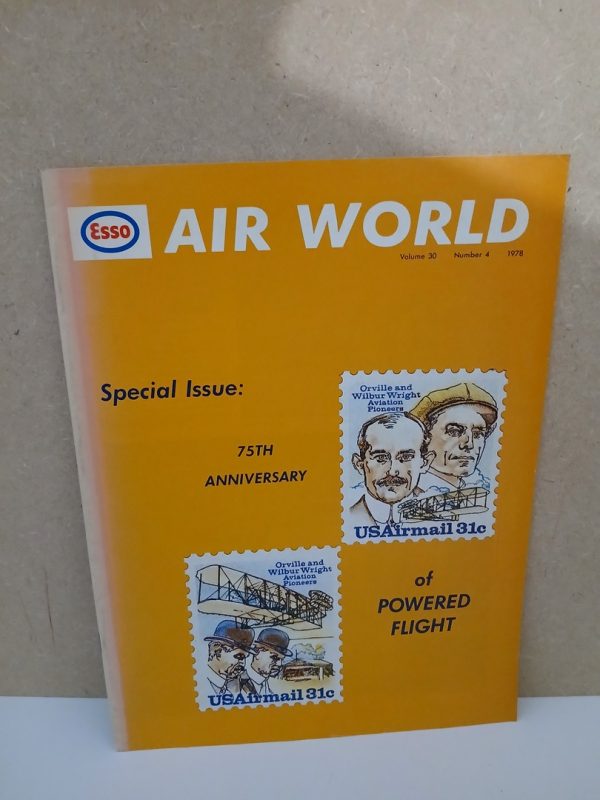 Esso
AIR WORLD
Volume 30 Number 4 1978
Special Issue:
75TH
ANNIVERSARY
Orville and
Wilbur Wright
Aviation
Pioneers
USAirmail 31c
Orville and
Wilbur Wright
Aviation
Pioneers
USAirmail 31c
of
POWERED
FLIGHT